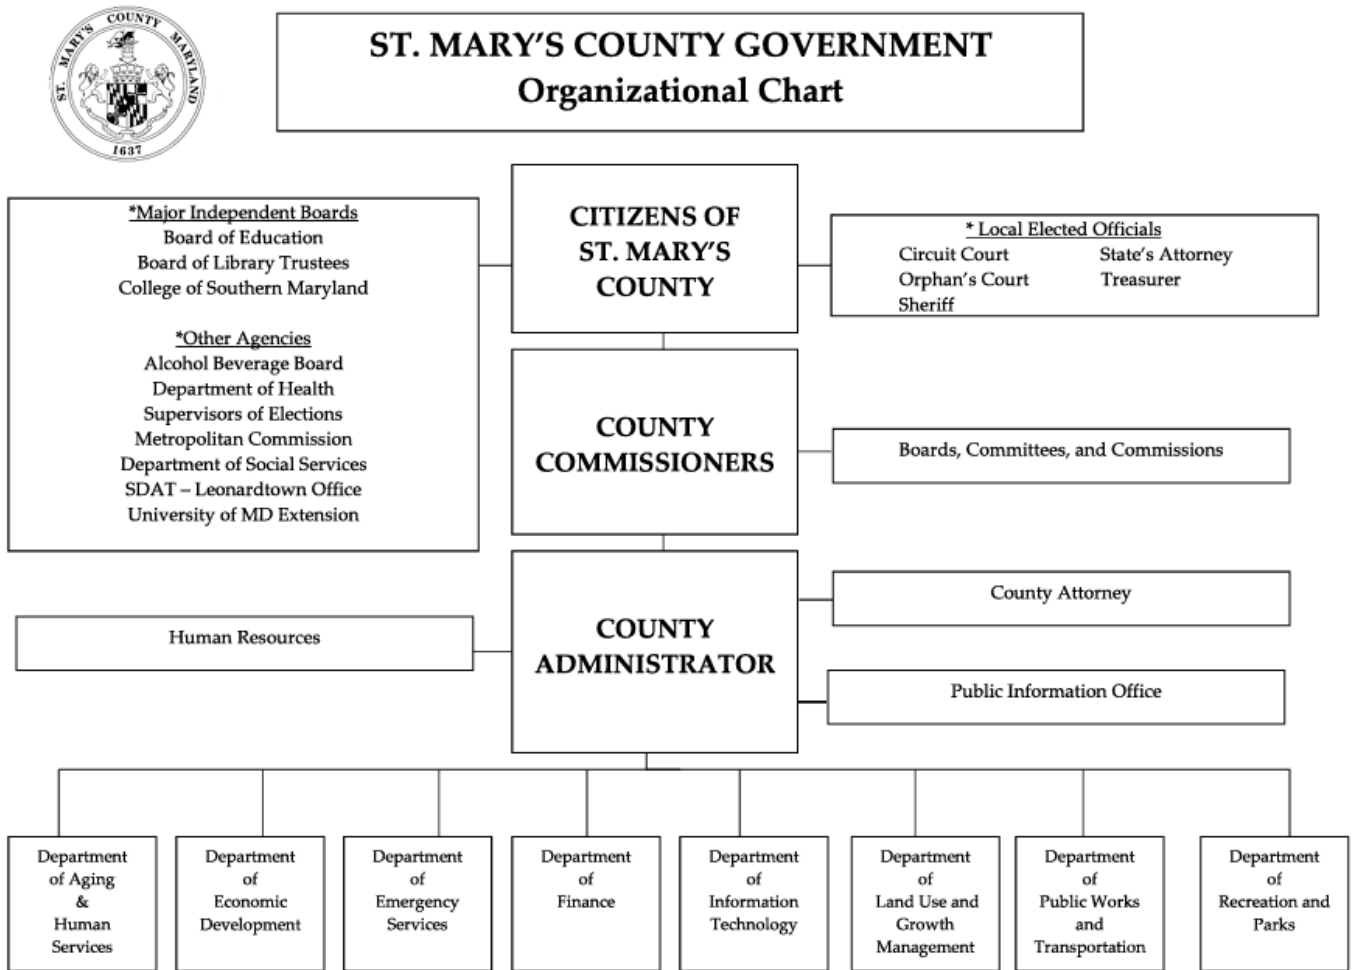 ST. MARY'S COUNTY MARYLAND
1637
ST. MARY'S COUNTY GOVERNMENT
Organizational Chart
*Major Independent Boards
Board of Education
Board of Library Trustees
College of Southern Maryland
*Other Agencies
Alcohol Beverage Board
Department of Health
Supervisors of Elections
Metropolitan Commission
Department of Social Services
SDAT – Leonardtown Office
University of MD Extension
CITIZENS OF
ST. MARY'S
COUNTY
* Local Elected Officials
Circuit Court State's Attorney
Orphan's Court Treasurer
Sheriff
COUNTY
COMMISSIONERS
Boards, Committees, and Commissions
Human Resources
COUNTY
ADMINISTRATOR
County Attorney
Public Information Office
Department
of Aging
&
Human
Services
Department
of
Economic
Development
Department
of
Emergency
Services
Department
of
Finance
Department
of
Information
Technology
Department
of
Land Use and
Growth
Management
Department
of
Public Works
and
Transportation
Department
of
Recreation and
Parks